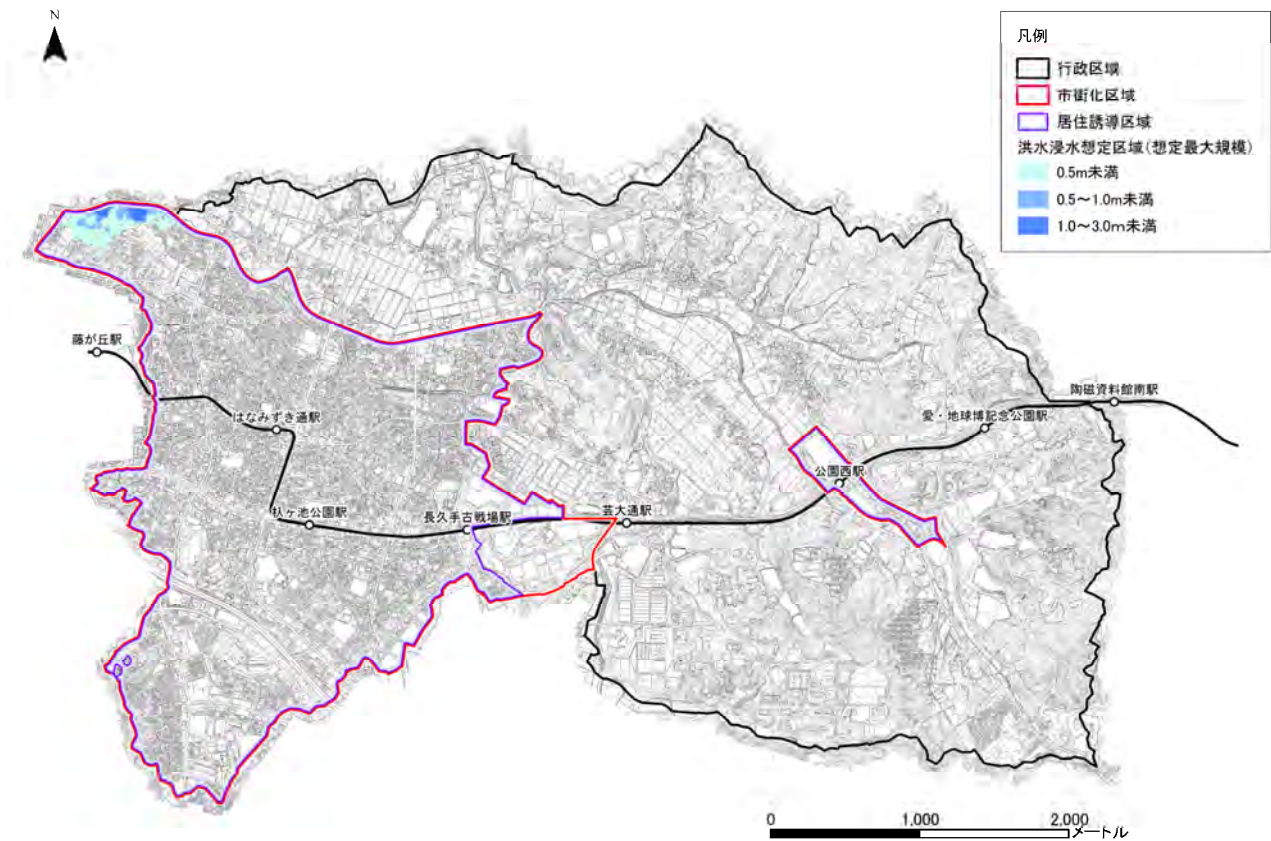 N
凡例
行政区域
市街化区域
居住誘導区域
洪水浸水想定区域(想定最大規模)
0.5m未満
0.5～1.0m未満
1.0～3.0m未満
藤が丘駅
はなみずき通駅
杁ヶ池公園駅
長久手古戦場駅
芸大通駅
公園西駅
愛・地球博記念公園駅
陶磁資料館南駅
0 1,000 2,000
メートル